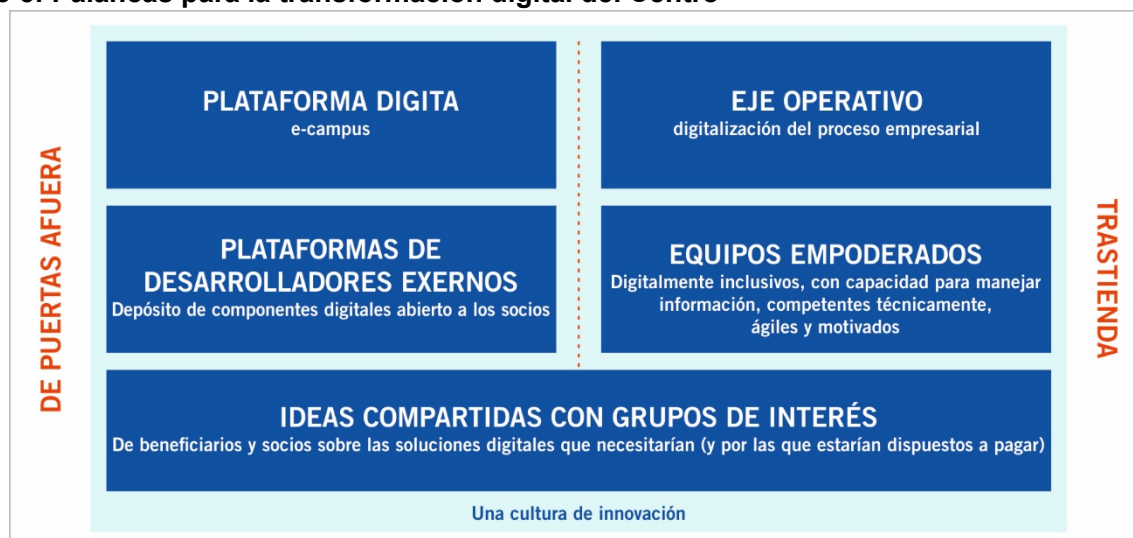 Palancas para la transformación digital del Centro
DE PUERTAS AFUERA
PLATAFORMA DIGITA
e-campus
EJE OPERATIVO
digitalización del proceso empresarial
PLATAFORMAS DE
DESARROLLADORES EXERNOS
Depósito de componentes digitales abierto a los socios
EQUIPOS EMPODERADOS
Digitalmente inclusivos, con capacidad para manejar
información, competentes técnicamente,
ágiles y motivados
IDEAS COMPARTIDAS CON GRUPOS DE INTERÉS
De beneficiarios y socios sobre las soluciones digitales que necesitarían (y por las que estarían dispuestos a pagar)
Una cultura de innovación
TRASTIENDA